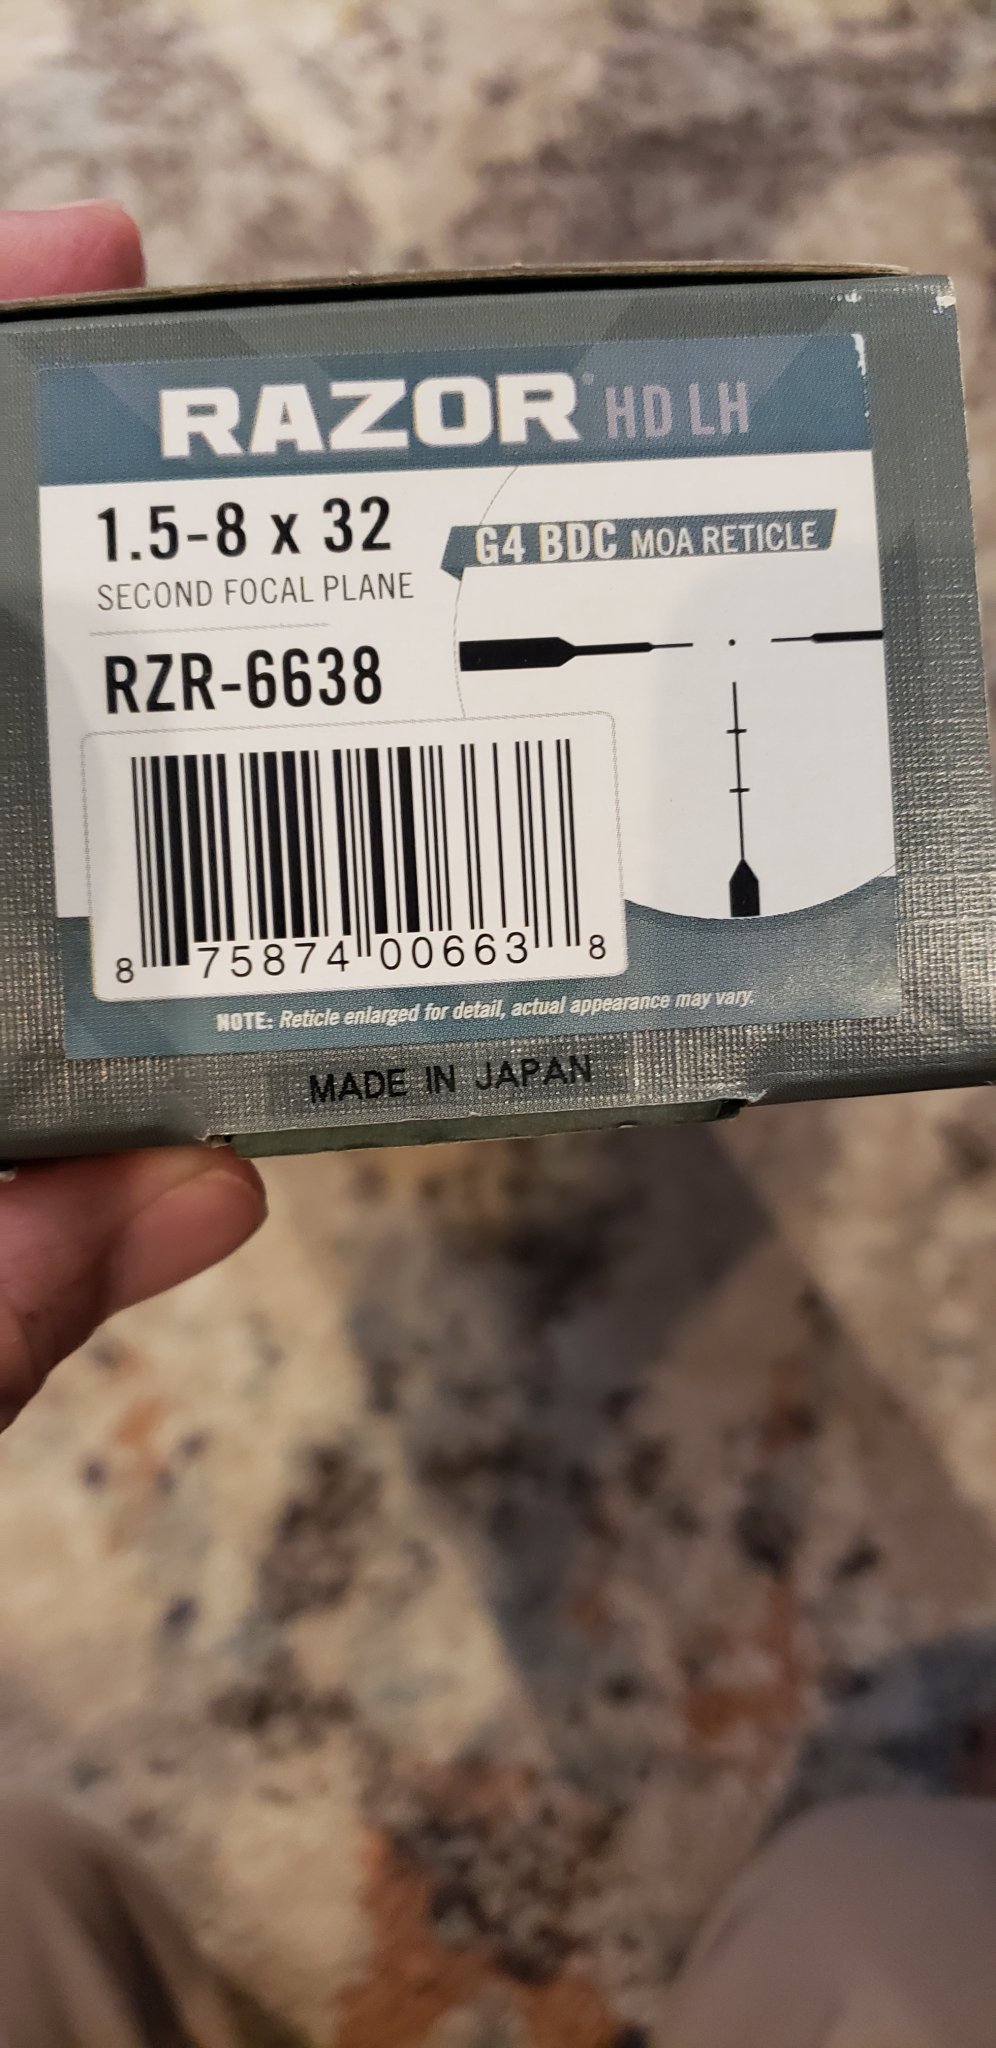 RAZOR® HD LH
1.5-8 x 32
SECOND FOCAL PLANE
G4 BDC MOA RETICLE
RZR-6638
8 75874 00663 8
NOTE: Reticle enlarged for detail, actual appearance may vary.
MADE IN JAPAN